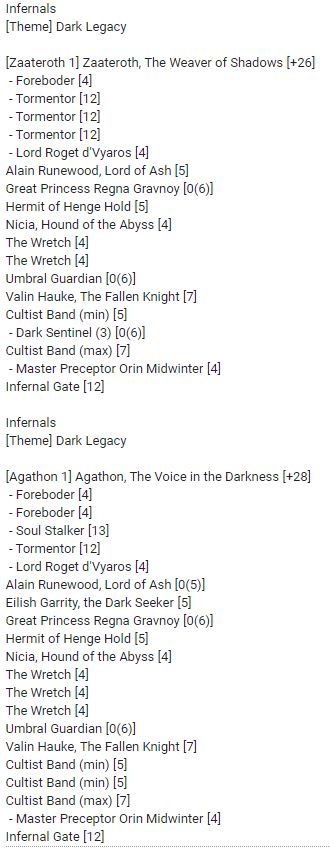 Infernals
[Theme] Dark Legacy
[Zaateroth 1] Zaateroth, The Weaver of Shadows [+26]
- Foreboder [4]
- Tormentor [12]
- Tormentor [12]
- Tormentor [12]
- Lord Roget d'Vyaros [4]
Alain Runewood, Lord of Ash [5]
Great Princess Regna Gravnoy [0(6)]
Hermit of Henge Hold [5]
Nicia, Hound of the Abyss [4]
The Wretch [4]
The Wretch [4]
Umbral Guardian [0(6)]
Valin Hauke, The Fallen Knight [7]
Cultist Band (min) [5]
- Dark Sentinel (3) [0(6)]
Cultist Band (max) [7]
- Master Preceptor Orin Midwinter [4]
Infernal Gate [12]
Infernals
[Theme] Dark Legacy
[Agathon 1] Agathon, The Voice in the Darkness [+28]
- Foreboder [4]
- Foreboder [4]
- Soul Stalker [13]
- Tormentor [12]
- Lord Roget d'Vyaros [4]
Alain Runewood, Lord of Ash [0(5)]
Eilish Garrity, the Dark Seeker [5]
Great Princess Regna Gravnoy [0(6)]
Hermit of Henge Hold [5]
Nicia, Hound of the Abyss [4]
The Wretch [4]
The Wretch [4]
The Wretch [4]
Umbral Guardian [0(6)]
Valin Hauke, The Fallen Knight [7]
Cultist Band (min) [5]
Cultist Band (min) [5]
Cultist Band (max) [7]
- Master Preceptor Orin Midwinter [4]
Infernal Gate [12]